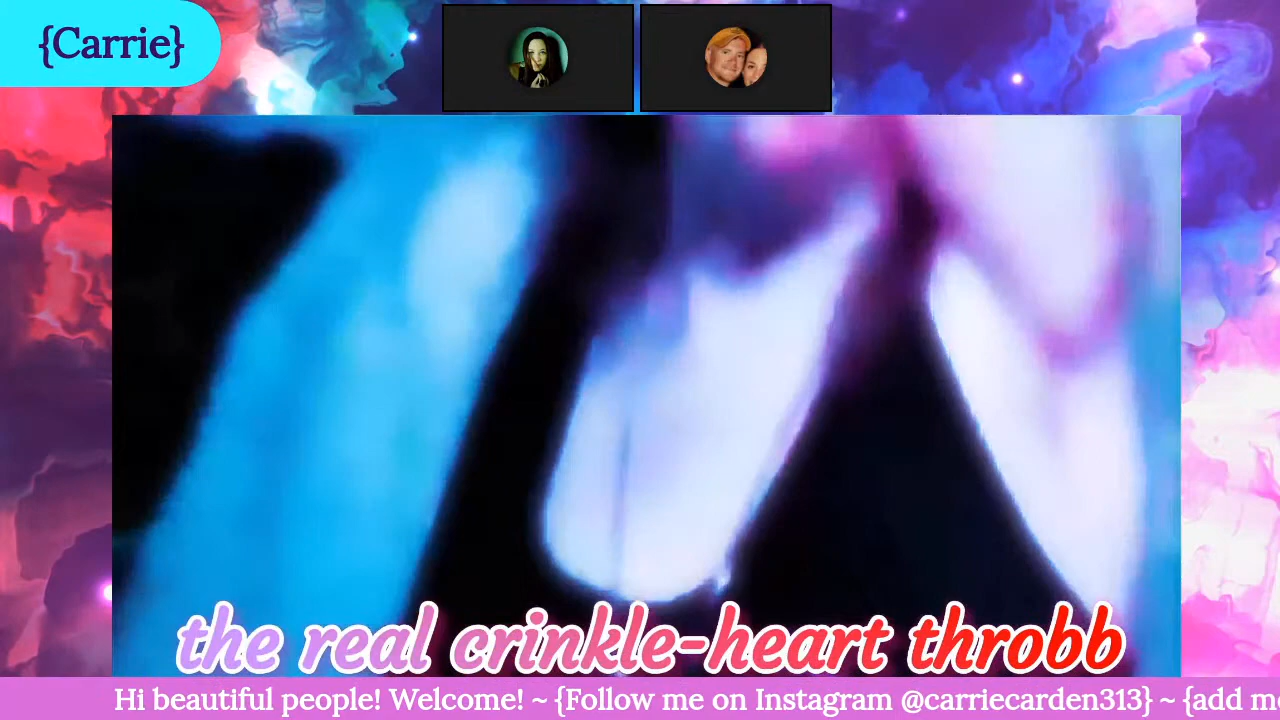 {Carrie}
the real crinkle-heart throbb
Hi beautiful people! Welcome! ~ {Follow me on Instagram @carriecarden313} ~ {add m